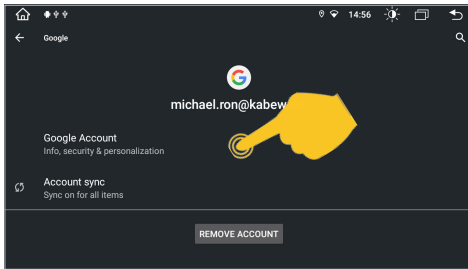 14:56
Google
michael.ron@kabew
Google Account
Info, security & personalization
Account sync
Sync on for all items
REMOVE ACCOUNT